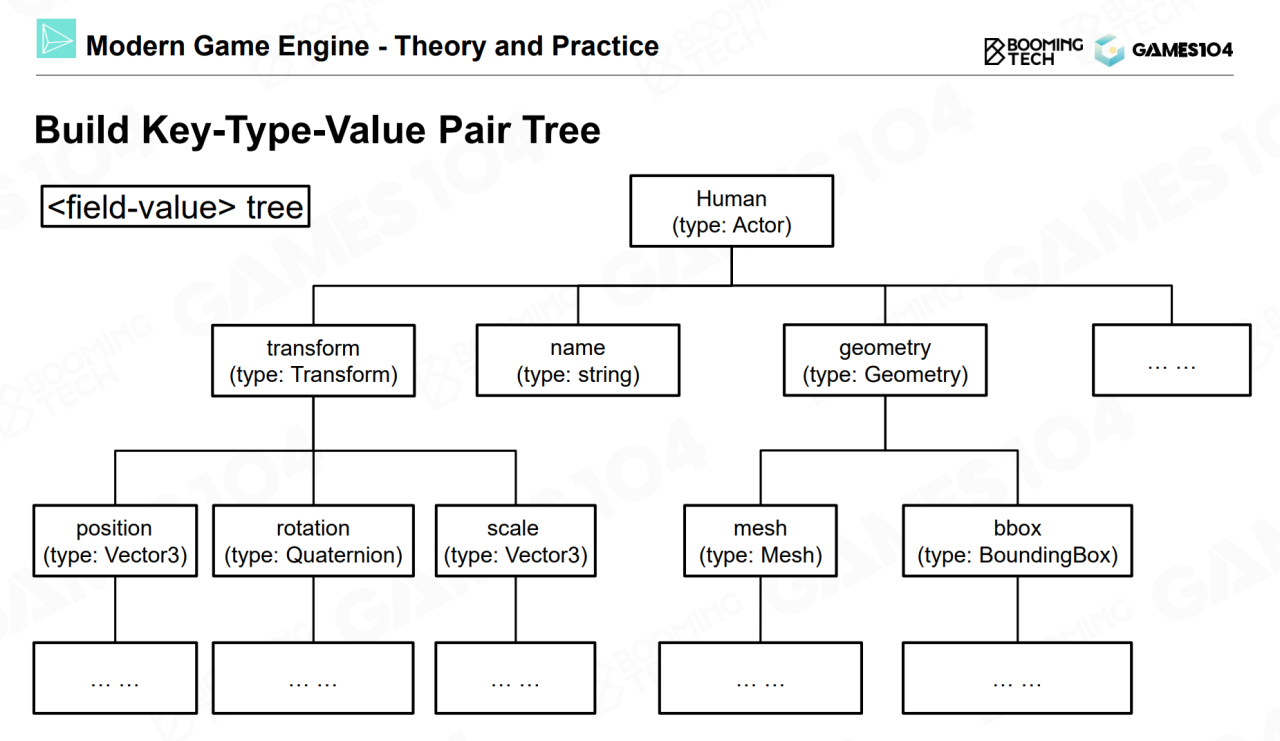 Modern Game Engine - Theory and Practice
BOOMING
TECH
GAMES104
Build Key-Type-Value Pair Tree
<field-value> tree
Human
(type: Actor)
transform
(type: Transform)
name
(type: string)
geometry
(type: Geometry)
… …
position
(type: Vector3)
rotation
(type: Quaternion)
scale
(type: Vector3)
mesh
(type: Mesh)
bbox
(type: BoundingBox)
… …
… …
… …
… …
… …